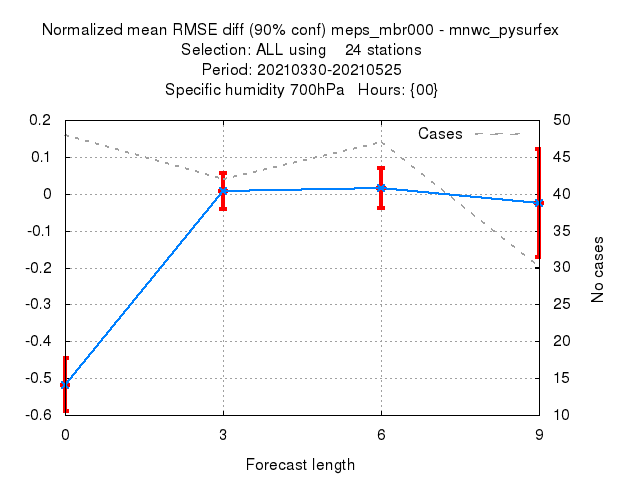 Normalized mean RMSE diff (90% conf) meps_mbr000 - mnwc_pysurfex
Selection: ALL using    24 stations
Period: 20210330-20210525
Specific humidity 700hPa   Hours: {00}
Cases
0.2
0.1
0
-0.1
-0.2
-0.3
-0.4
-0.5
-0.6
50
45
40
35
30
25
20
15
10
No cases
0 3 6 9
Forecast length